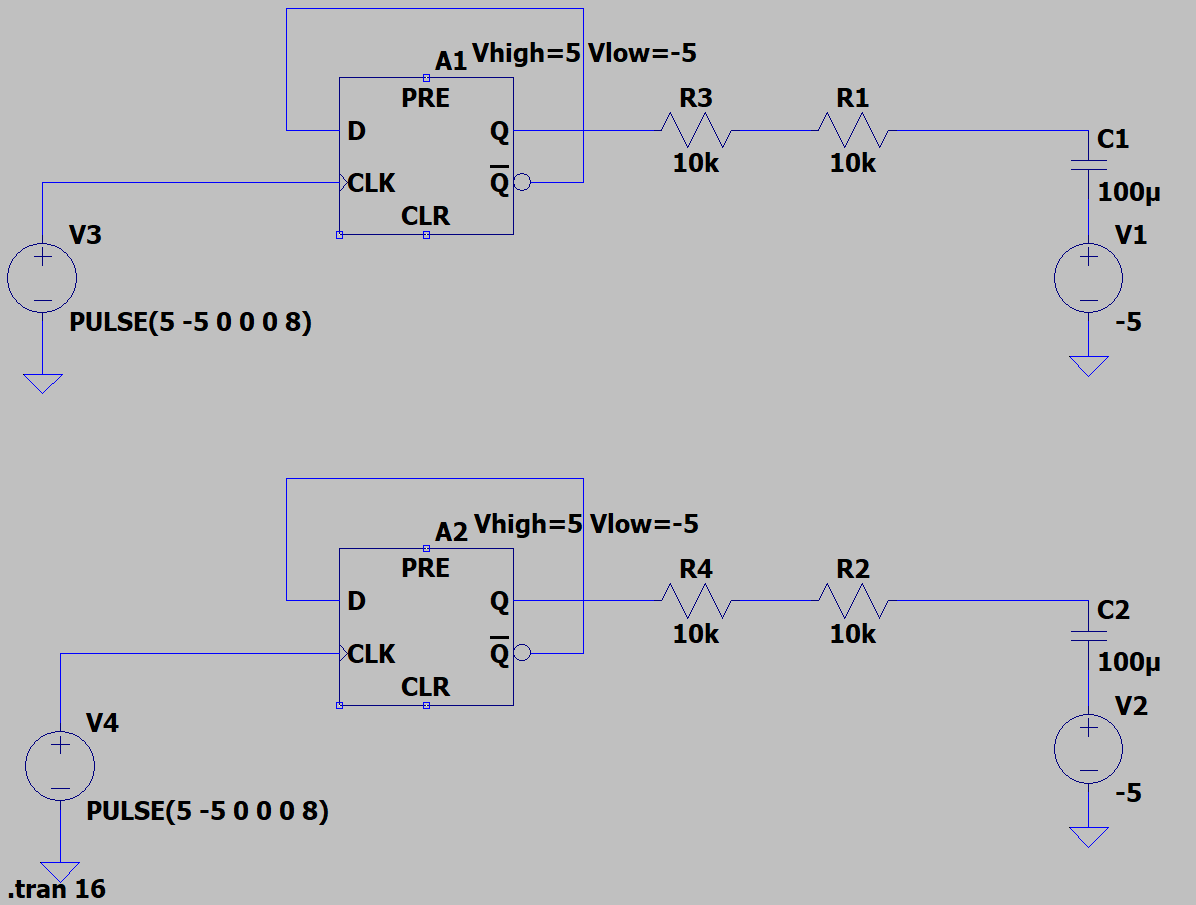 A1 Vhigh=5 Vlow=-5
PRE
D Q
CLK Q
CLR
R3 R1
10k 10k
C1
100µ
V3
PULSE(5 -5 0 0 0 8)
V1
-5
A2 Vhigh=5 Vlow=-5
PRE
D Q
CLK Q
CLR
R4 R2
10k 10k
C2
100µ
V4
PULSE(5 -5 0 0 0 8)
V2
-5
.tran 16